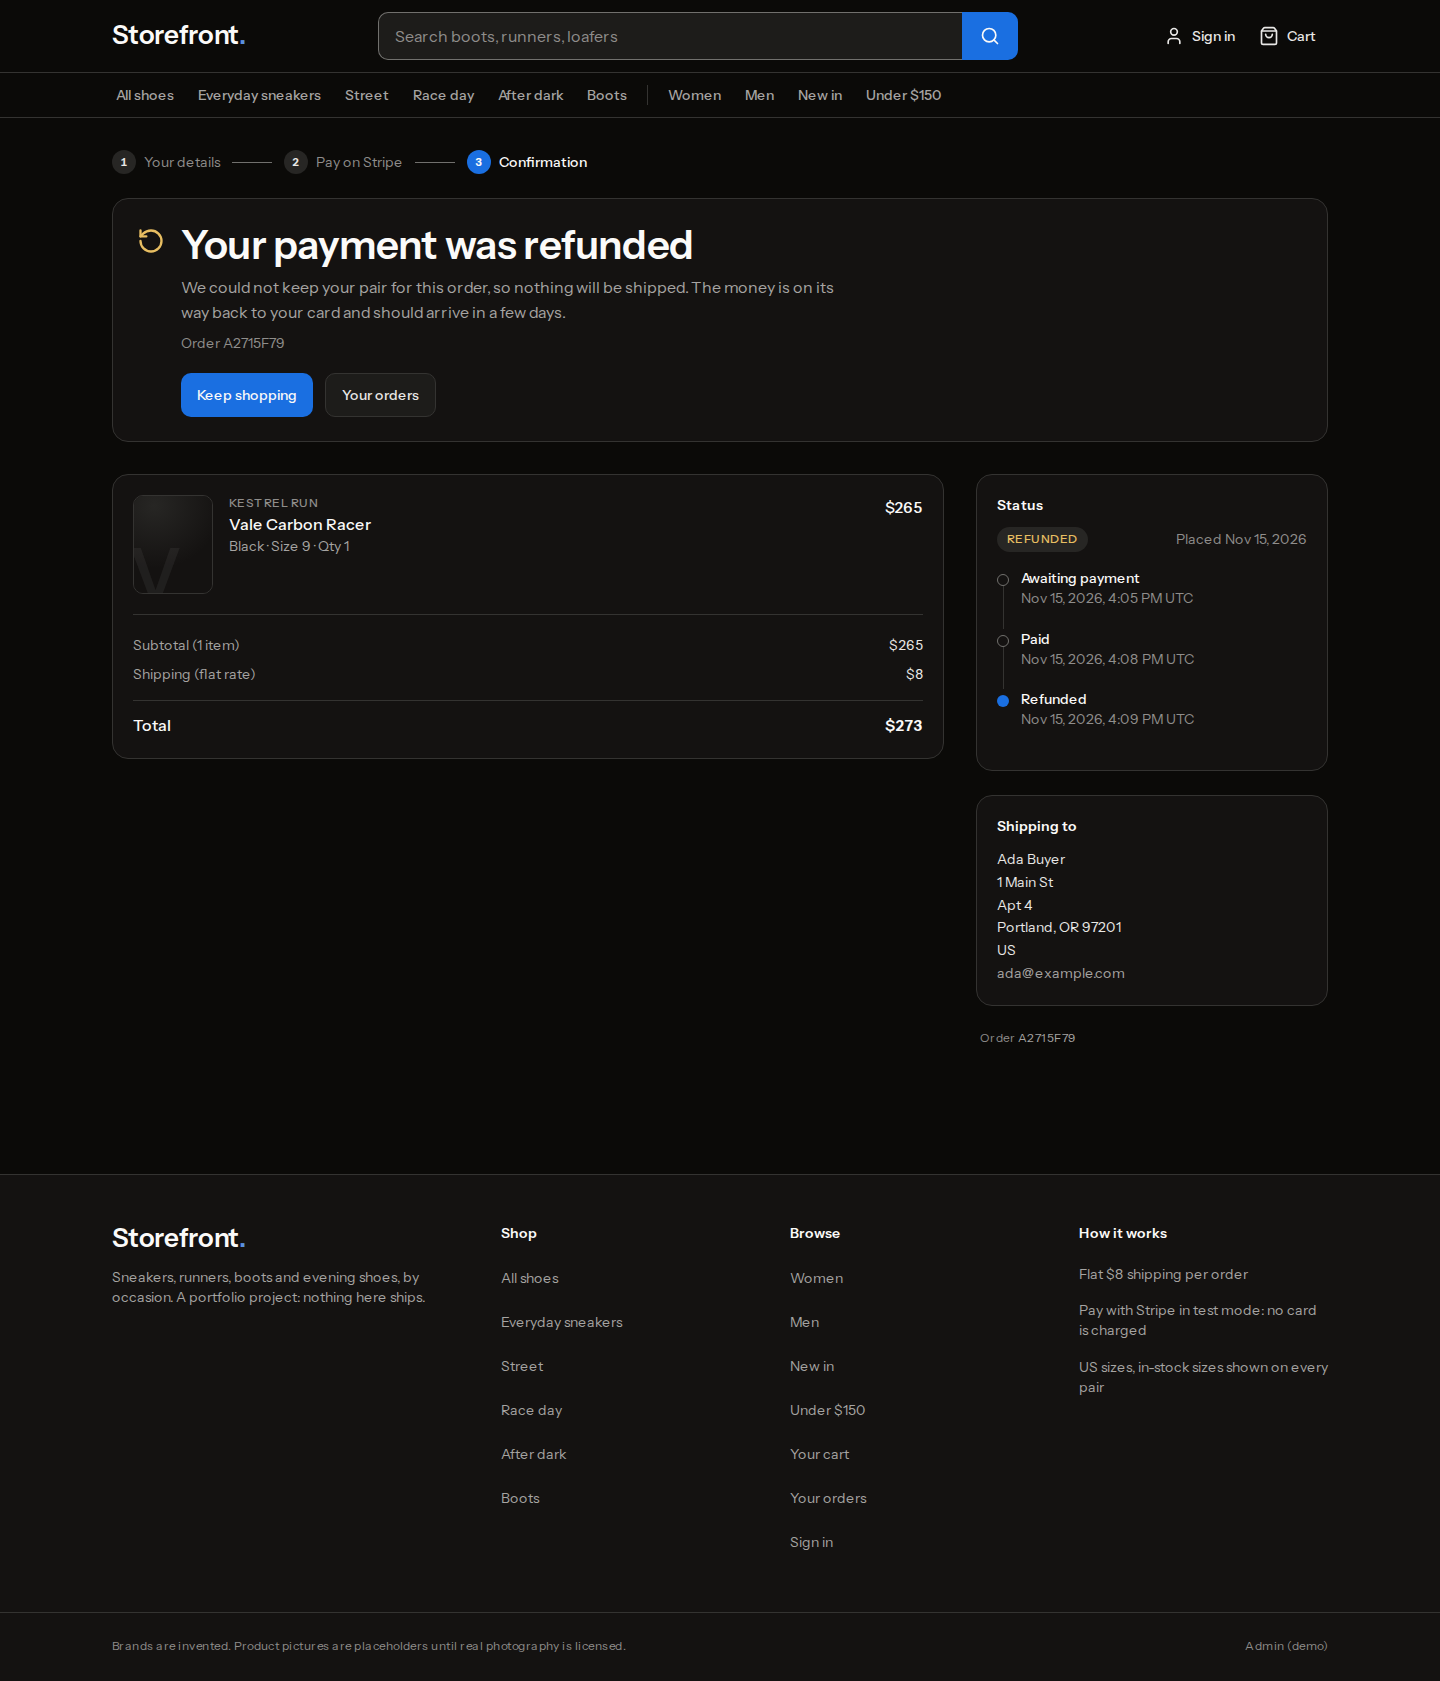 Storefront.
Search boots, runners, loafers
Sign in
Cart
All shoes
Everyday sneakers
Street
Race day
After dark
Boots
Women
Men
New in
Under $150
1 Your details
2 Pay on Stripe
3 Confirmation
Your payment was refunded
We could not keep your pair for this order, so nothing will be shipped. The money is on its
way back to your card and should arrive in a few days.
Order A2715F79
Keep shopping
Your orders
V
KESTREL RUN
Vale Carbon Racer
Black · Size 9 · Qty 1
$265
Subtotal (1 item)
$265
Shipping (flat rate)
$8
Total
$273
Status
REFUNDED
Placed Nov 15, 2026
Awaiting payment
Nov 15, 2026, 4:05 PM UTC
Paid
Nov 15, 2026, 4:08 PM UTC
Refunded
Nov 15, 2026, 4:09 PM UTC
Shipping to
Ada Buyer
1 Main St
Apt 4
Portland, OR 97201
US
ada@example.com
Order A2715F79
Storefront.
Sneakers, runners, boots and evening shoes, by
occasion. A portfolio project: nothing here ships.
Shop
All shoes
Everyday sneakers
Street
Race day
After dark
Boots
Browse
Women
Men
New in
Under $150
Your cart
Your orders
Sign in
How it works
Flat $8 shipping per order
Pay with Stripe in test mode: no card
is charged
US sizes, in-stock sizes shown on every
pair
Brands are invented. Product pictures are placeholders until real photography is licensed.
Admin (demo)